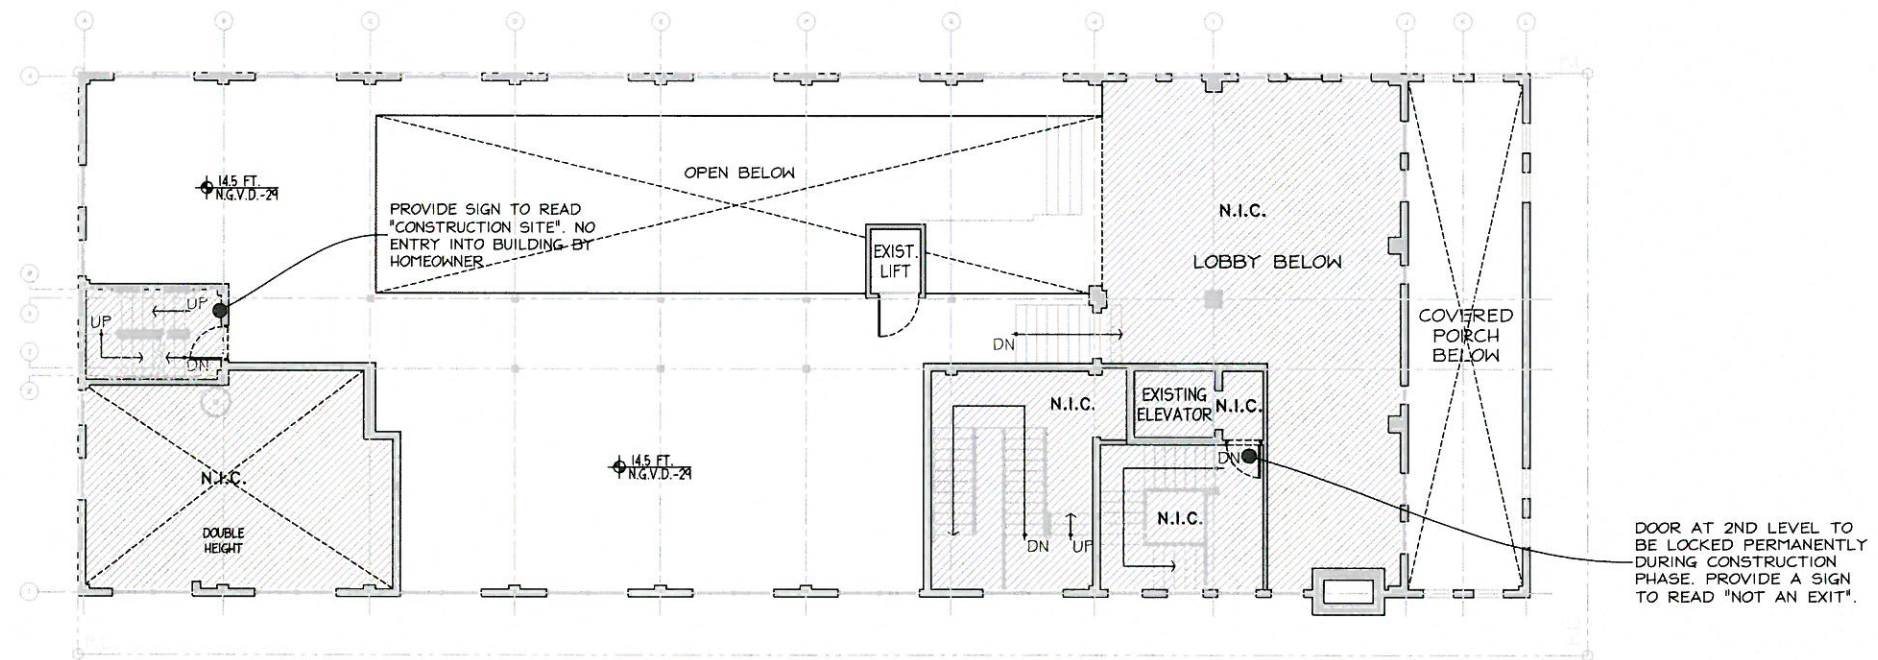 A B C D E F G H I J K L
P.L.
14.5 FT.
N.G.V.D.-29
PROVIDE SIGN TO READ
"CONSTRUCTION SITE". NO
ENTRY INTO BUILDING BY
HOMEOWNER
OPEN BELOW
EXIST.
LIFT
N.I.C.
LOBBY BELOW
COVERED
PORCH
BELOW
UP
UP
DN
DN
N.I.C.
DOUBLE
HEIGHT
14.5 FT.
N.G.V.D.-29
N.I.C.
EXISTING
ELEVATOR
N.I.C.
DN
N.I.C.
DN
UP
DOOR AT 2ND LEVEL TO
BE LOCKED PERMANENTLY
DURING CONSTRUCTION
PHASE. PROVIDE A SIGN
TO READ "NOT AN EXIT".
P.L.